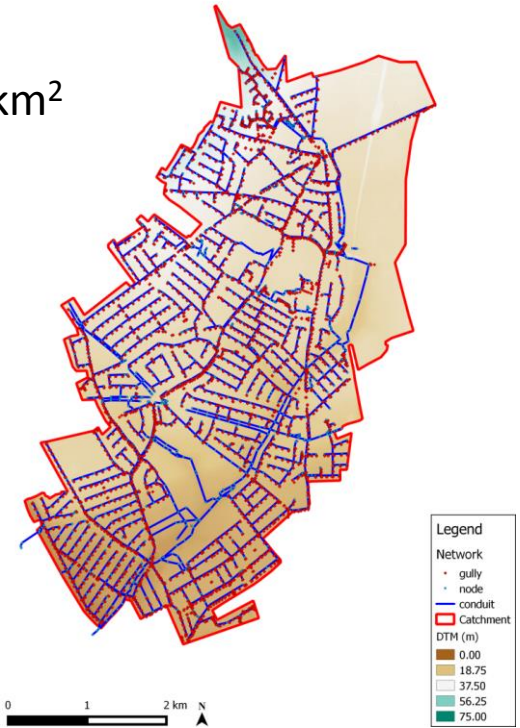 km²
Legend
Network
gully
node
conduit
Catchment
DTM (m)
0.00
18.75
37.50
56.25
75.00
0 1 2 km N